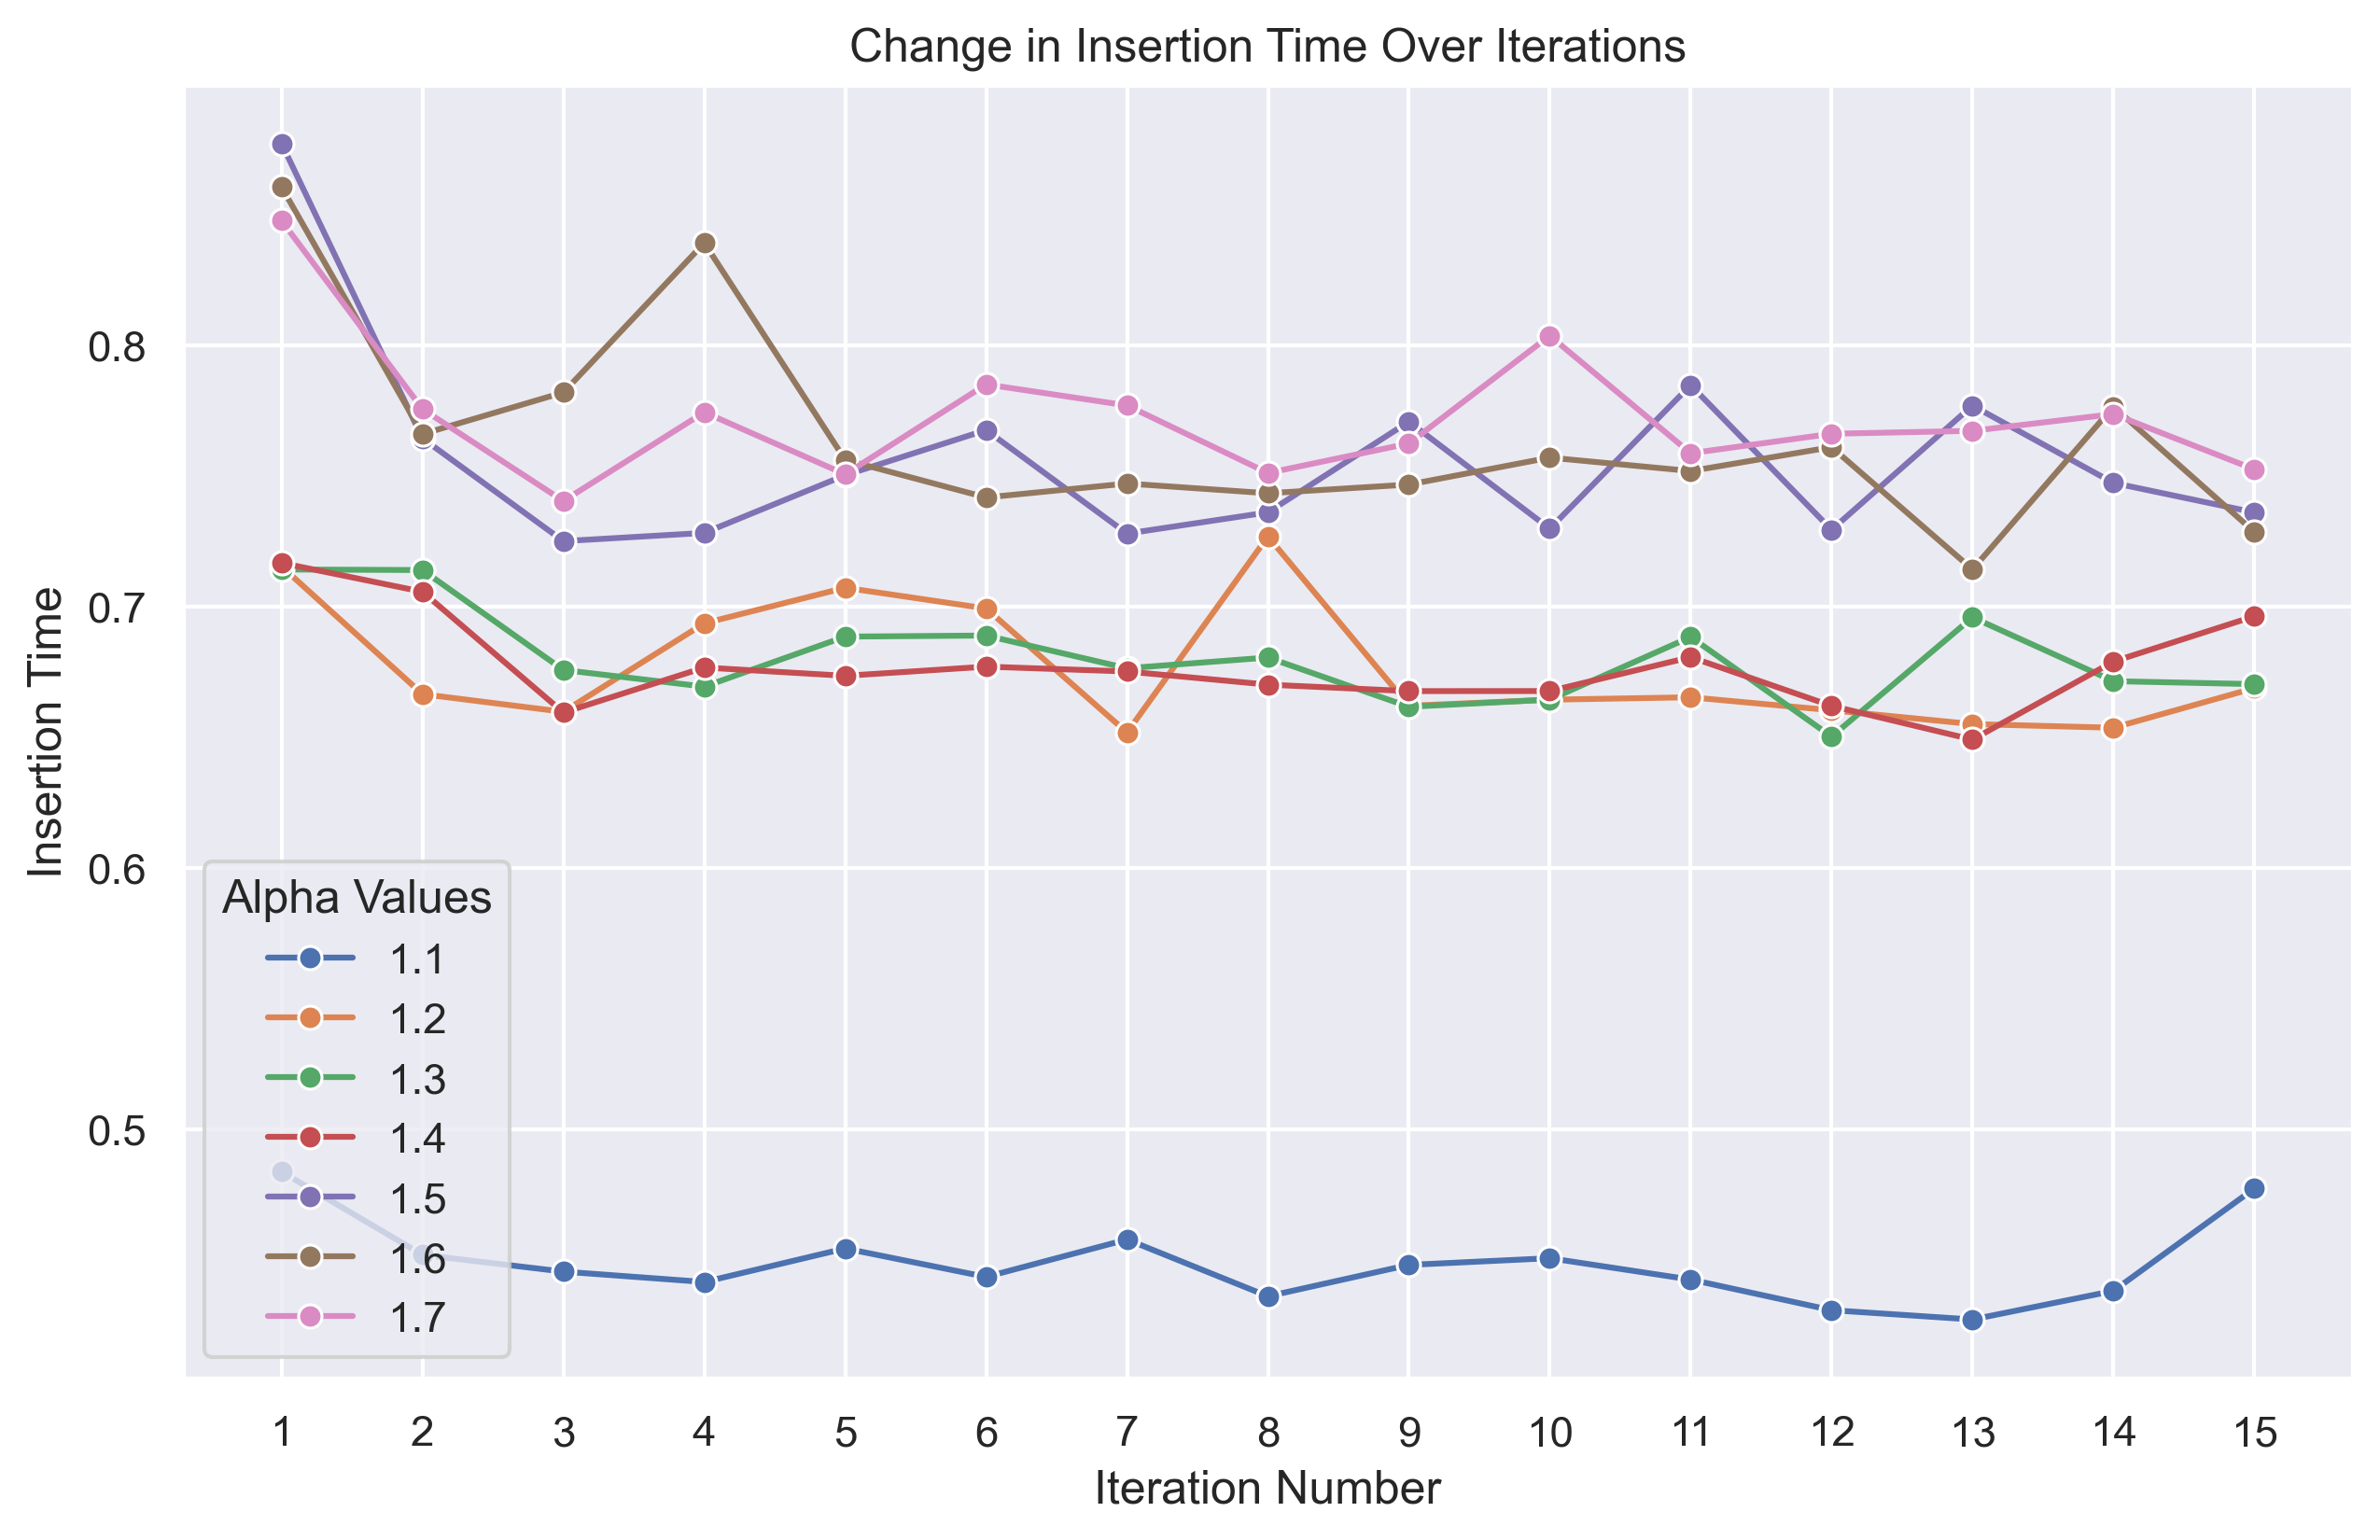 Change in Insertion Time Over Iterations
Insertion Time
0.8
0.7
0.6
0.5
Alpha Values
1.1
1.2
1.3
1.4
1.5
1.6
1.7
1 2 3 4 5 6 7 8 9 10 11 12 13 14 15
Iteration Number